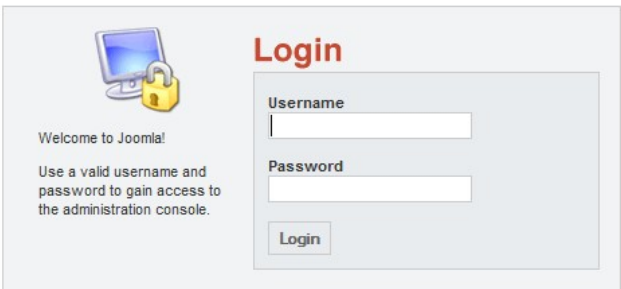 Login
Welcome to Joomla!
Use a valid username and
password to gain access to
the administration console.
Username
Password
Login